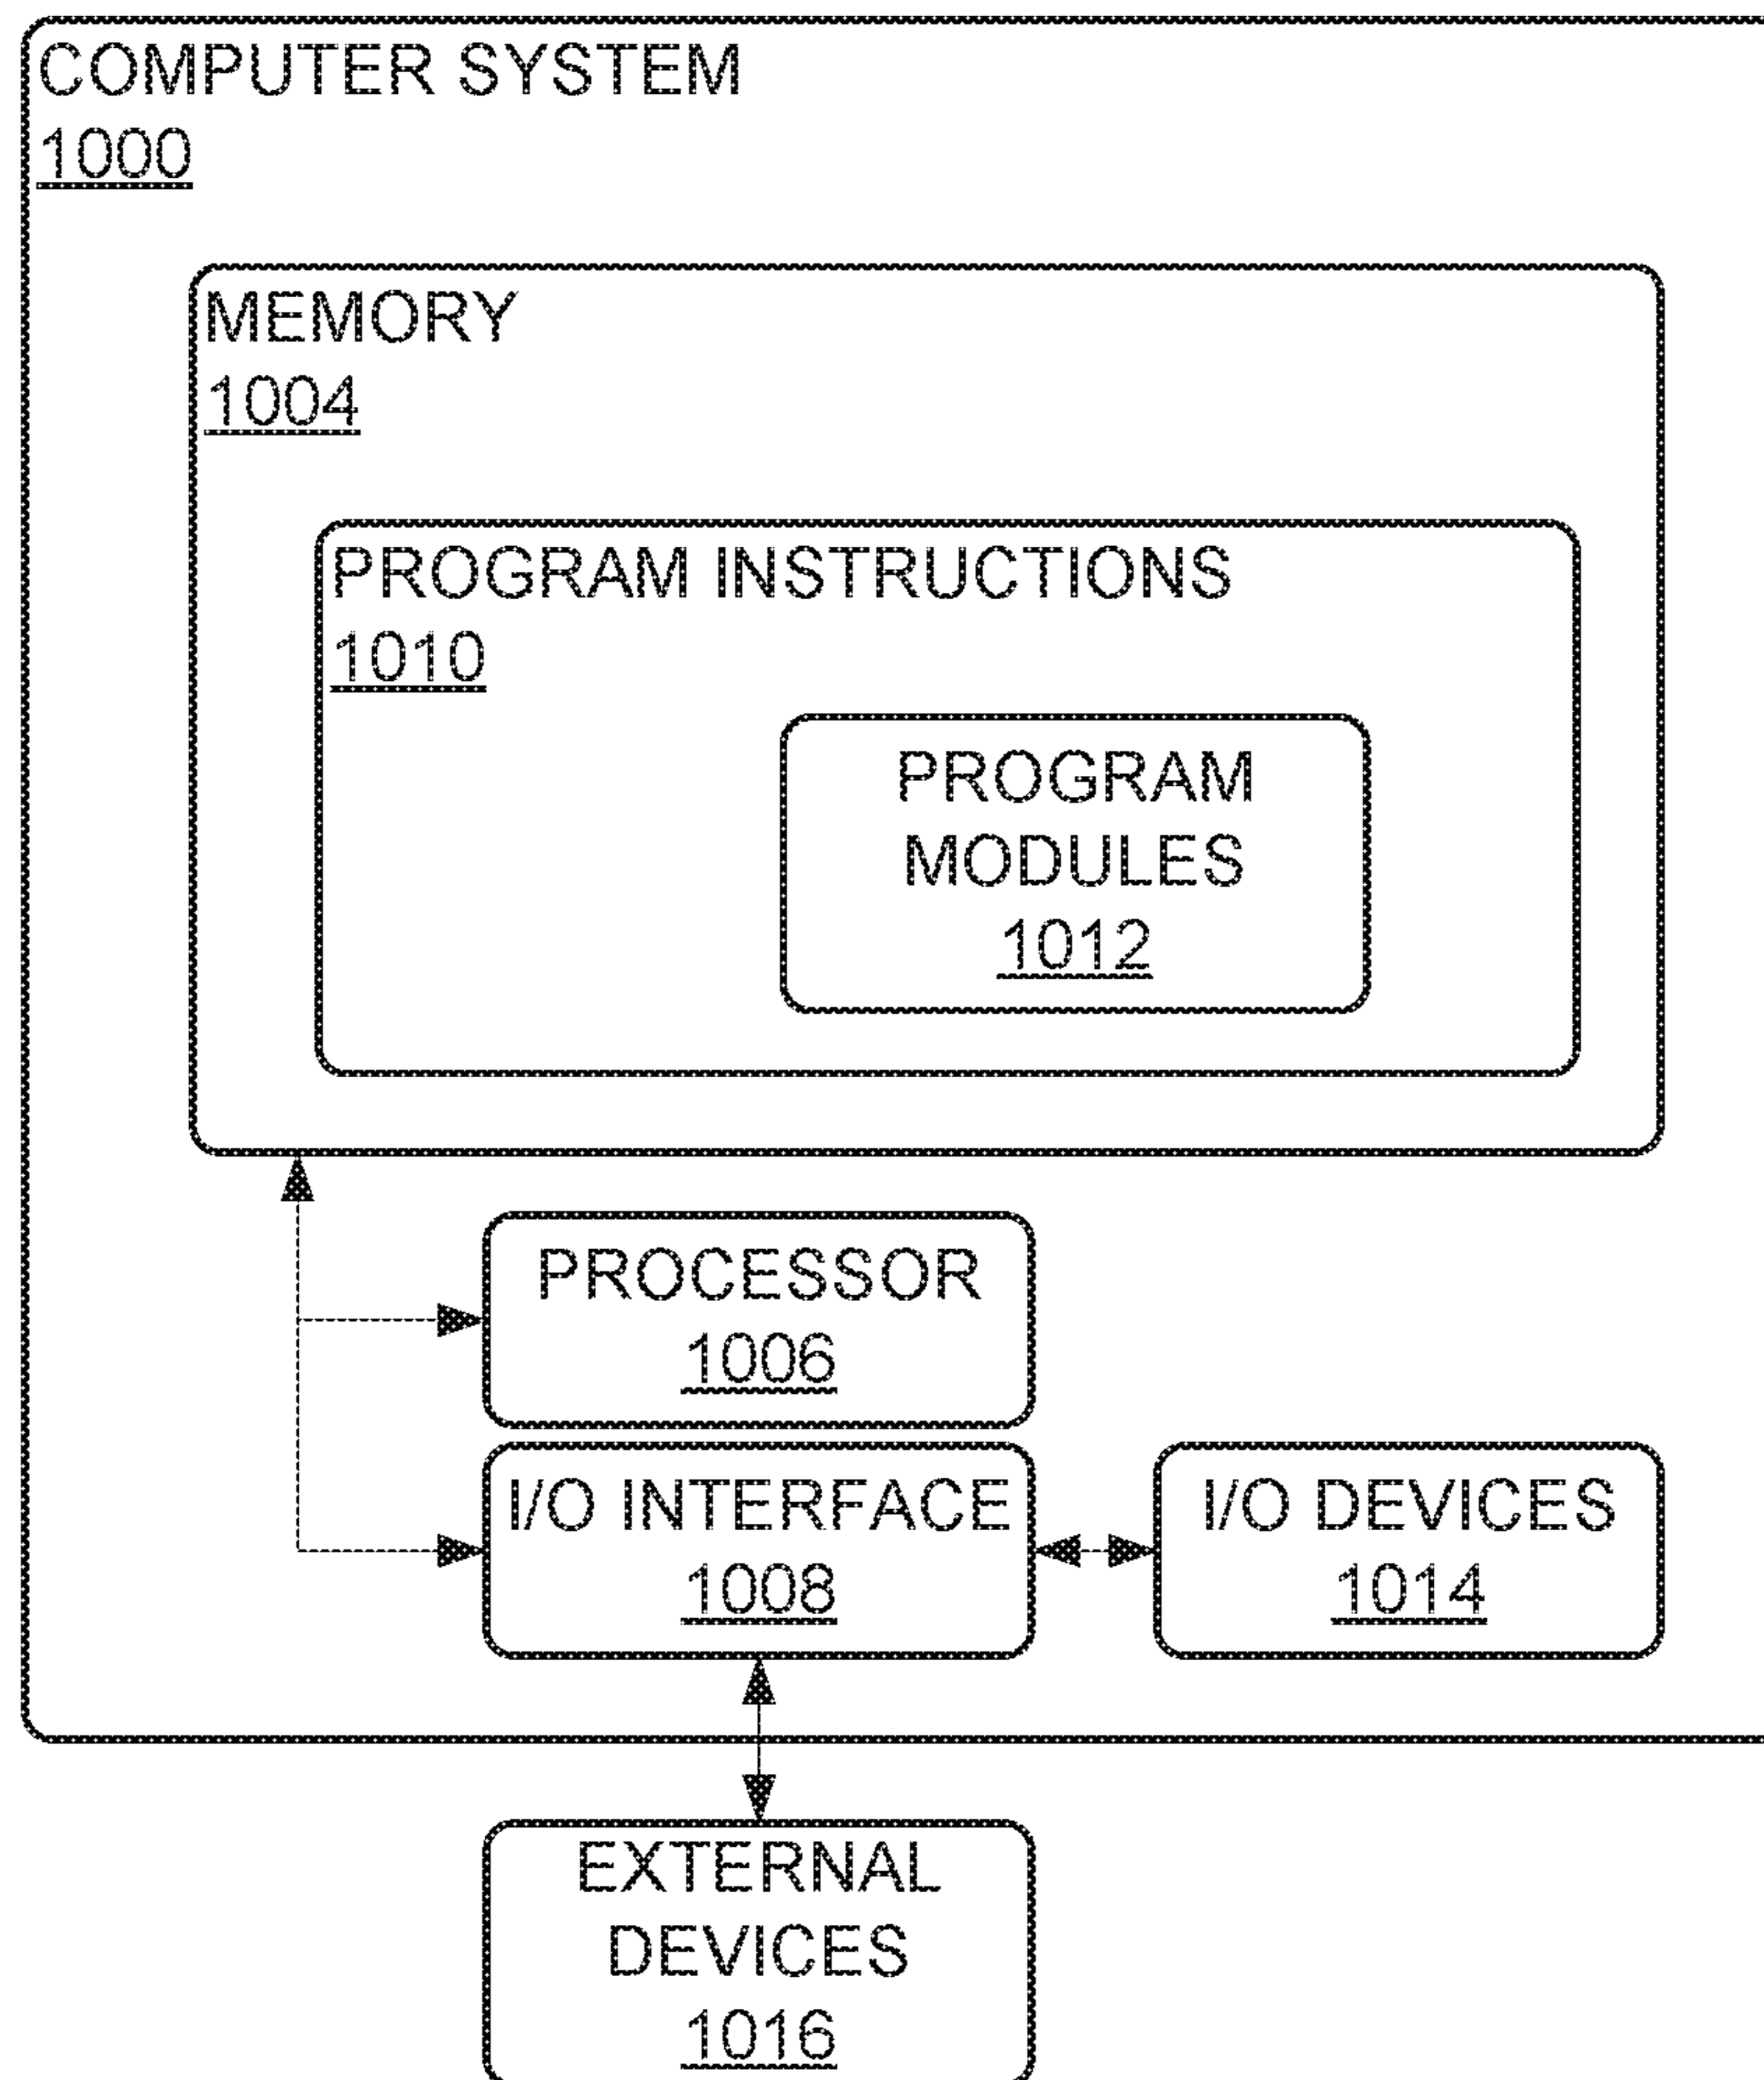 COMPUTER SYSTEM
1000
MEMORY
1004
PROGRAM INSTRUCTIONS
1010
PROGRAM
MODULES
1012
PROCESSOR
1006
I/O INTERFACE
1008
I/O DEVICES
1014
EXTERNAL
DEVICES
1016